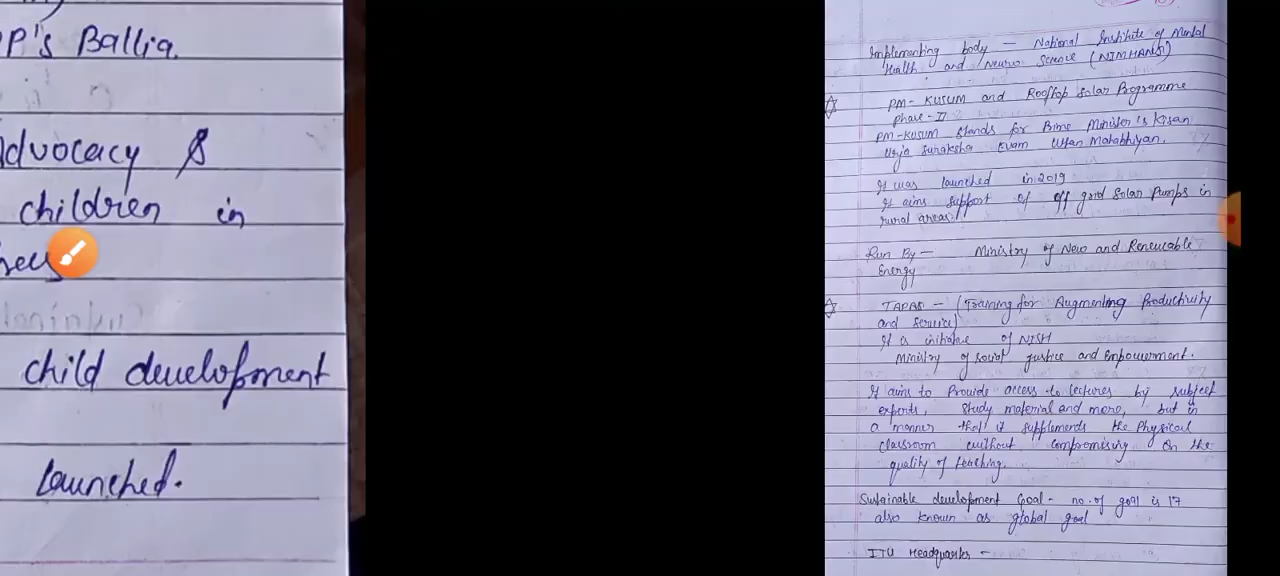 P's Ballia.
Advocacy &
children in
child development
launched.
Implementing body - National Institute of Mental
Health and Neuro Science (NIMHANS)
PM-KUSUM and Rooftop Solar Programme
phase-II
PM-KUSUM stands for Prime Minister's Kisan
Urja Suraksha Evam Utthan Mahabhiyan.
It was launched in 2019
It aims support of off grid Solar Pumps in
rural areas.
Run By - Ministry of New and Renewable
Energy
TAPAS - (Training for Augmenting Productivity
and Service)
It a initiative of NISH
Ministry of social justice and Empowerment.
It aims to Provide access to lectures by subject
experts, study material and more, but in
a manner that it supplements the Physical
classroom without compromising on the
quality of teaching.
Sustainable development Goal - no. of goal is 17
also known as global goal
ITU Headquarters -